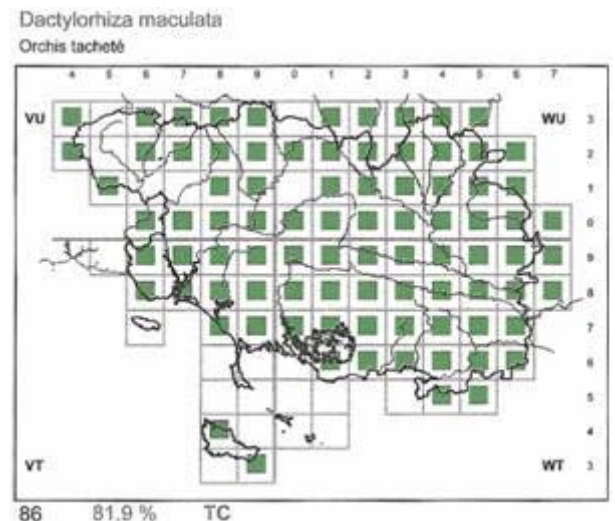 Dactylorhiza maculata
Orchis tacheté
4 5 6 7 8 9 0 1 2 3 4 5 6 7
VU WU 3
2
1
0
9
8
7
6
5
4
VT WT 3
86 81.9 % TC